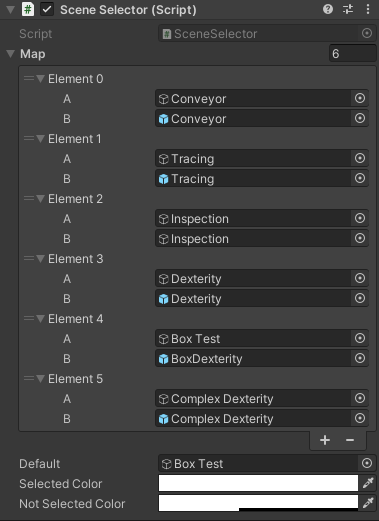 Scene Selector (Script)
Script SceneSelector
Map 6
Element 0
A Conveyor
B Conveyor
Element 1
A Tracing
B Tracing
Element 2
A Inspection
B Inspection
Element 3
A Dexterity
B Dexterity
Element 4
A Box Test
B BoxDexterity
Element 5
A Complex Dexterity
B Complex Dexterity
Default Box Test
Selected Color
Not Selected Color